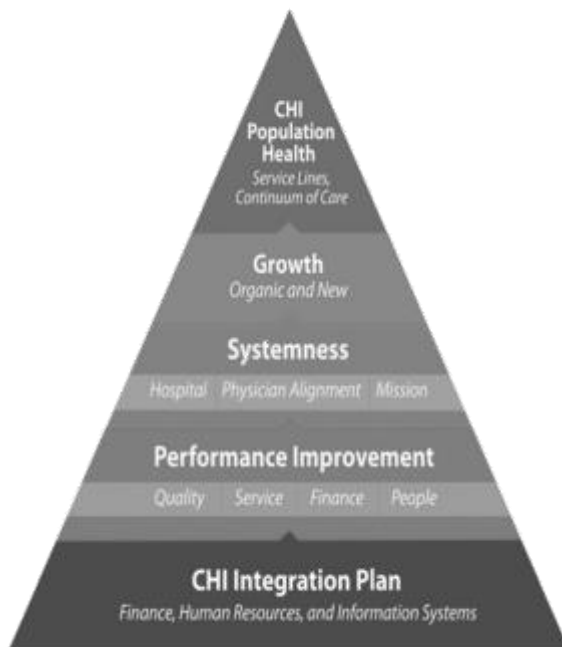 CHI
Population
Health
Service Lines,
Continuum of Care
Growth
Organic and New
Systemness
Hospital Physician Alignment Mission
Performance Improvement
Quality Service Finance People
CHI Integration Plan
Finance, Human Resources, and Information Systems